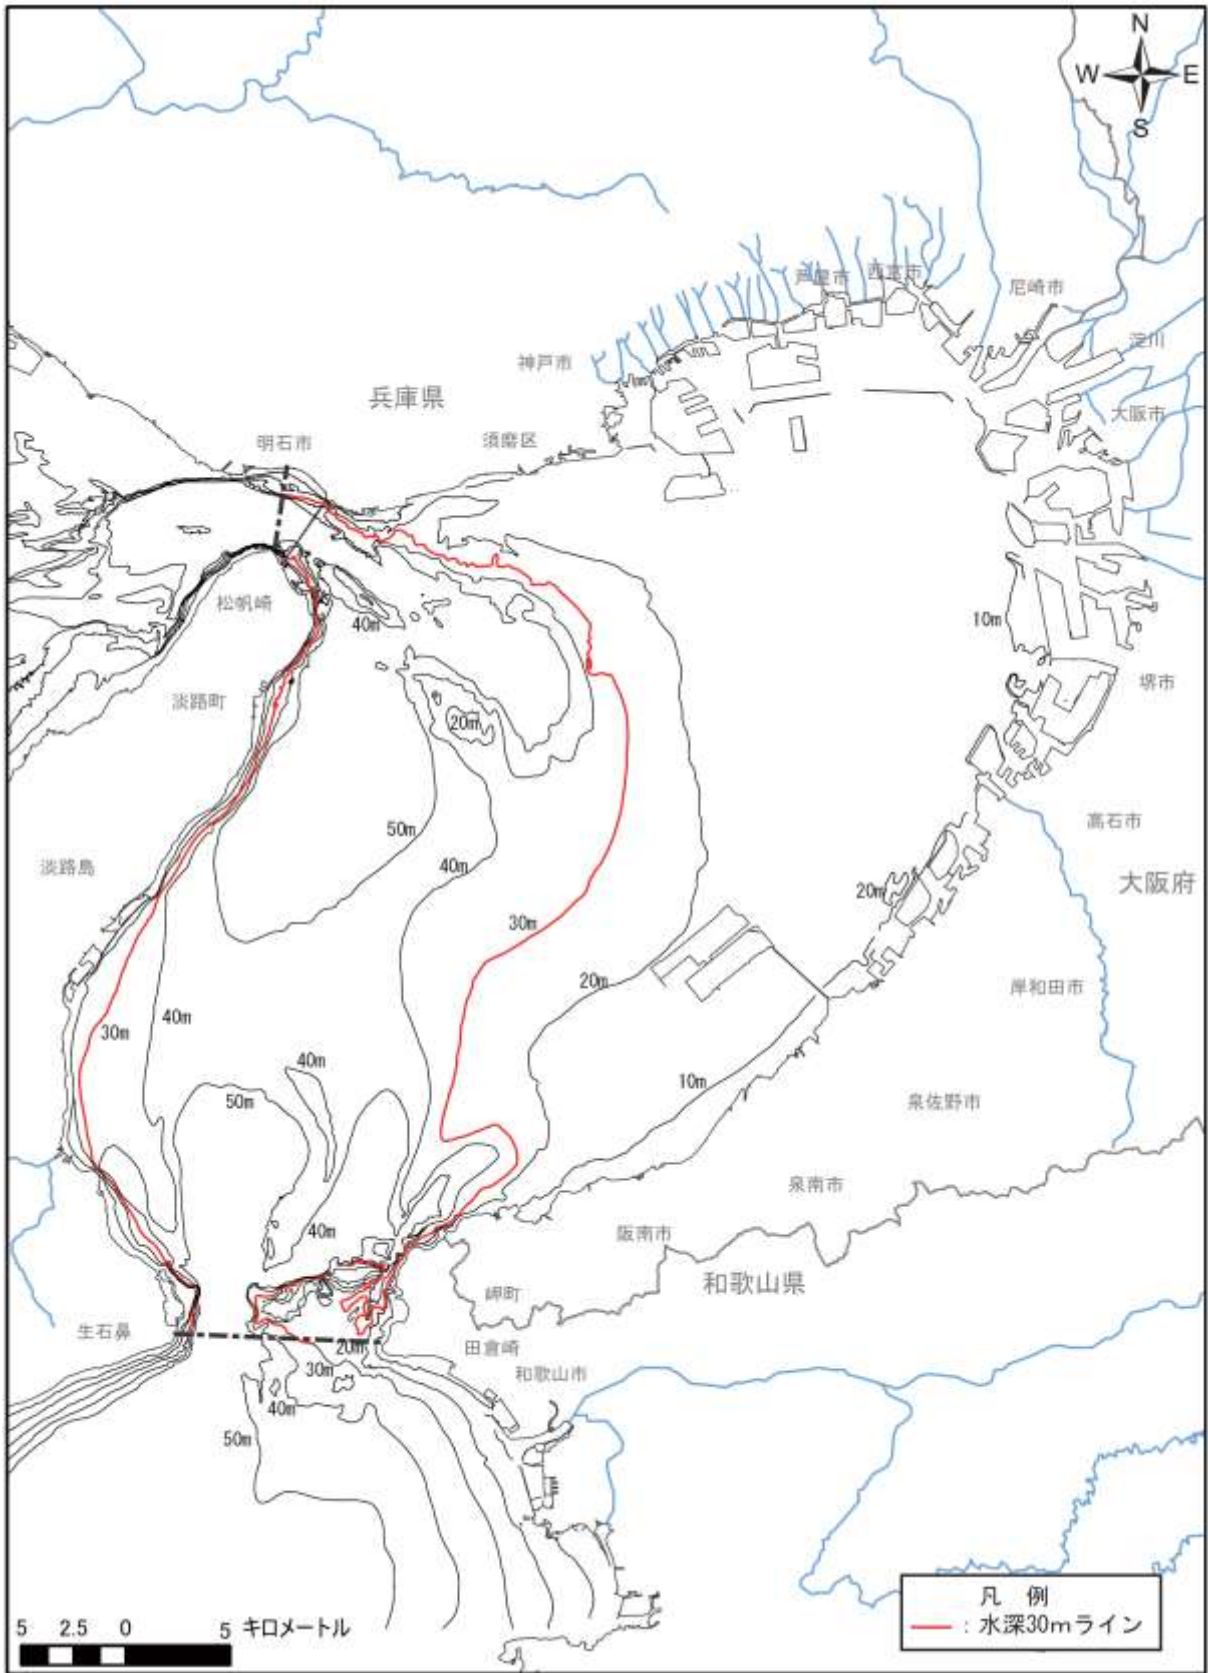 N
W E
S
芦屋市
西宮市
尼崎市
淀川
神戸市
兵庫県
大阪市
明石市
須磨区
松帆崎
40m
10m
淡路町
20m
堺市
50m
40m
高石市
淡路島
20m
大阪府
30m
20m
岸和田市
40m
30m
40m
10m
50m
泉佐野市
泉南市
40m
阪南市
和歌山県
岬町
生石鼻
20m
田倉崎
30m
和歌山市
40m
50m
凡 例
：水深30mライン
5 2.5 0 5 キロメートル